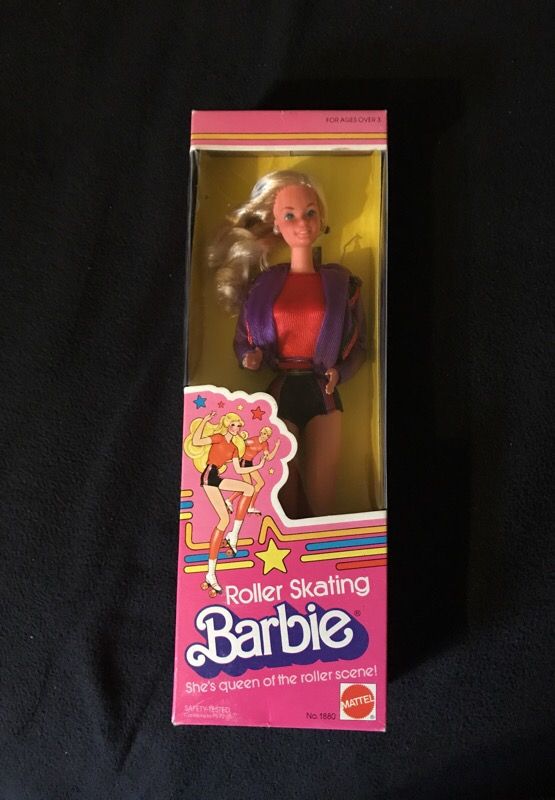 FOR AGES OVER 3
Roller Skating
Barbie®
She's queen of the roller scene!
SAFETY-TESTED
No. 1880
MATTEL